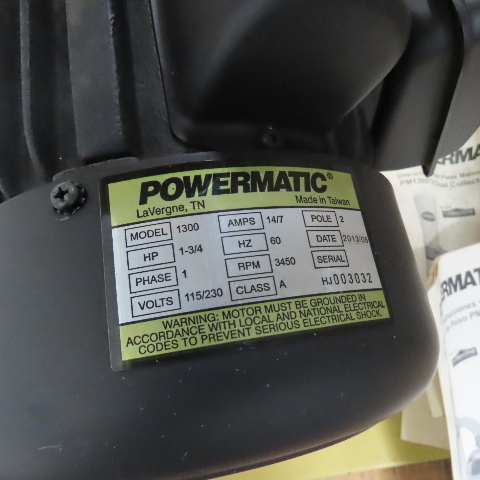 POWERMATIC®
LaVergne, TN Made in Taiwan
MODEL 1300 AMPS 14/7 POLE 2
HP 1-3/4 HZ 60 DATE 2013/06
PHASE 1 RPM 3450 SERIAL
VOLTS 115/230 CLASS A HJ003032
WARNING: MOTOR MUST BE GROUNDED IN
ACCORDANCE WITH LOCAL AND NATIONAL ELECTRICAL
CODES TO PREVENT SERIOUS ELECTRICAL SHOCK.